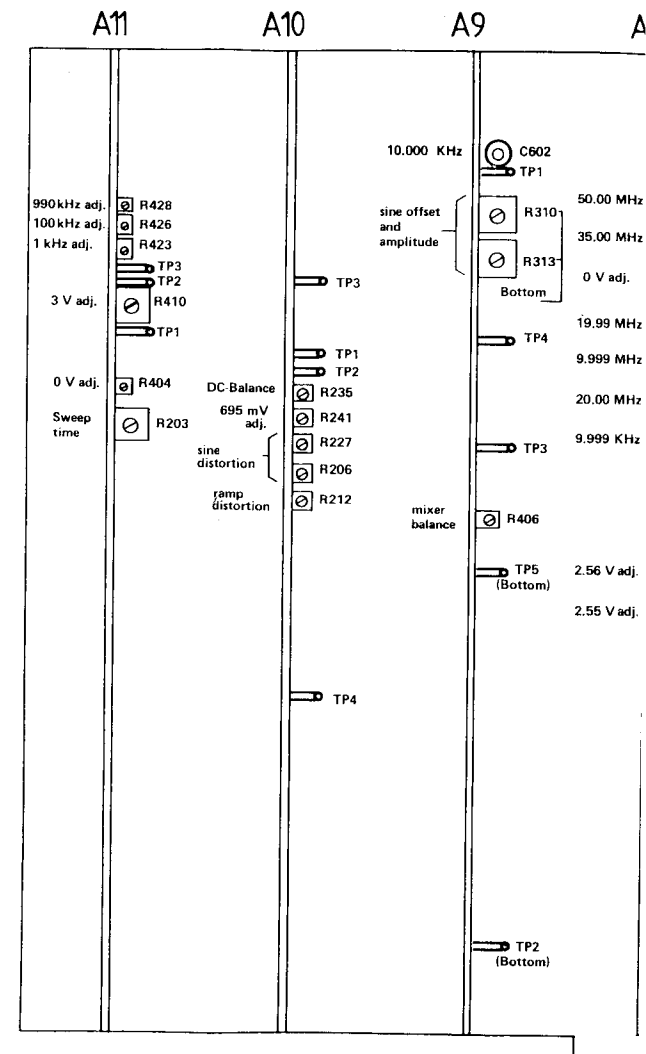 A11
A10
A9
A
990 kHz adj.
R428
100 kHz adj.
R426
1 kHz adj.
R423
TP3
TP2
3 V adj.
R410
TP1
0 V adj.
R404
Sweep
time
R203
TP3
TP1
TP2
DC-Balance
R235
695 mV
adj.
R241
sine
distortion
R227
R206
ramp
distortion
R212
TP4
10.000 KHz
C602
TP1
sine offset
and
amplitude
R310
R313
Bottom
TP4
TP3
mixer
balance
R406
TP5
(Bottom)
TP2
(Bottom)
50.00 MHz
35.00 MHz
0 V adj.
19.99 MHz
9.999 MHz
20.00 MHz
9.999 KHz
2.56 V adj.
2.55 V adj.